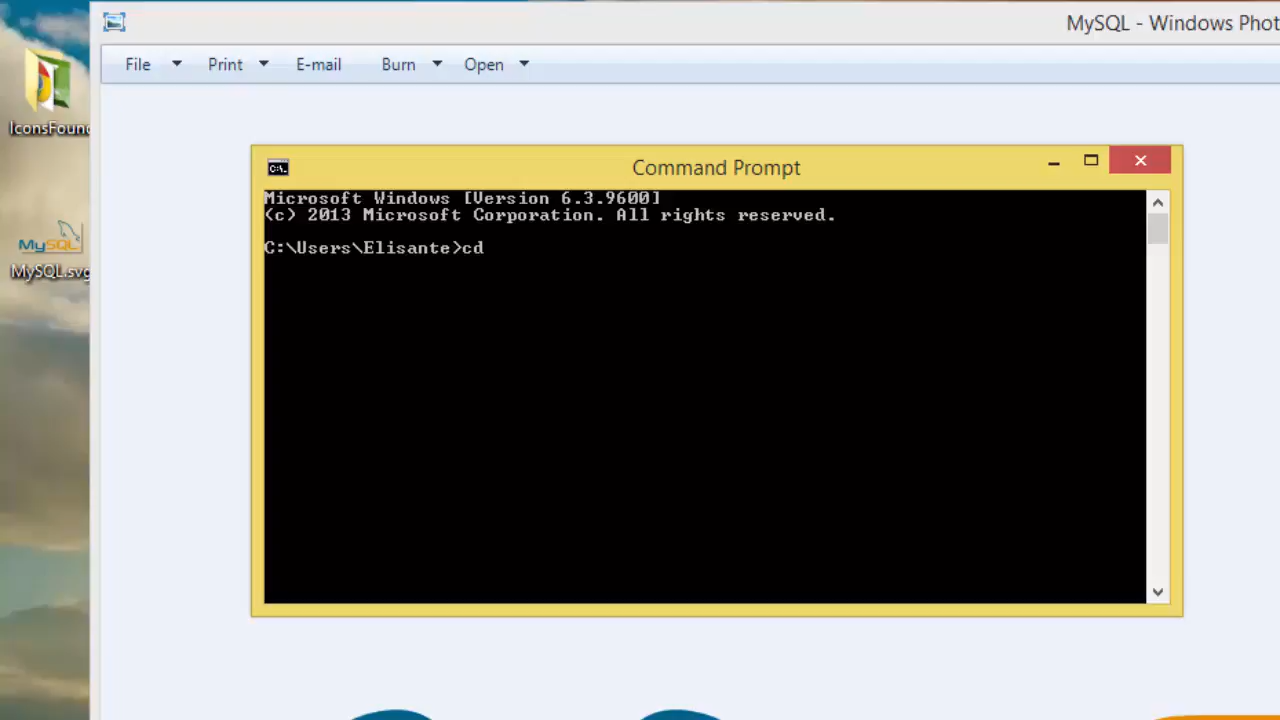 MySQL - Windows Phot
File Print E-mail Burn Open
IconsFound
Command Prompt
C:\.
Microsoft Windows [Version 6.3.9600]
(c) 2013 Microsoft Corporation. All rights reserved.
C:\Users\Elisante>cd
MySQL
MySQL.svg